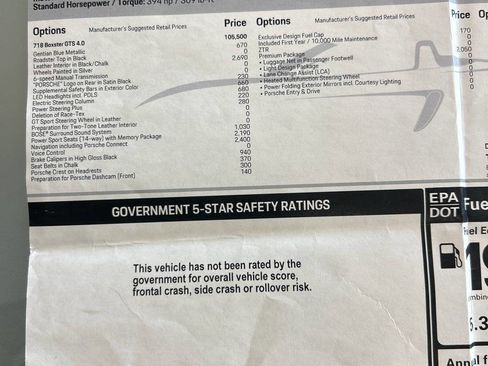 Standard Horsepower / Torque: 394 hp / 309 lb-ft
Options Manufacturer's Suggested Retail Prices Price
718 Boxster GTS 4.0 105,500
Gentian Blue Metallic 670
Roadster Top in Black 0
Leather Interior in Black/Chalk 2,690
Wheels Painted in Silver 0
6-speed Manual Transmission 230
"PORSCHE" Logo on Rear in Satin Black 660
Supplemental Safety Bars in Exterior Color 680
LED Headlights incl. PDLS 220
Electric Steering Column 280
Power Steering Plus 0
Deletion of Race-Tex 0
GT Sport Steering Wheel in Leather 0
Preparation for Two-Tone Leather Interior 1,030
BOSE® Surround Sound System 2,190
Power Sport Seats (14-way) with Memory Package 2,400
Navigation including Porsche Connect 0
Voice Control 940
Brake Calipers in High Gloss Black 370
Seat Belts in Chalk 300
Porsche Crest on Headrests 140
Preparation for Porsche Dashcam (Front)
Options Manufacturer's Suggested Retail Prices Price
Exclusive Design Fuel Cap 170
Included First Year / 10,000 Mile Maintenance 0
ZTR 0
Premium Package 2,050
• Luggage Net in Passenger Footwell
• Light Design Package
• Lane Change Assist (LCA)
• Heated Multifunction Steering Wheel
• Power Folding Exterior Mirrors incl. Courtesy Lighting
• Porsche Entry & Drive
Opti
GOVERNMENT 5-STAR SAFETY RATINGS
This vehicle has not been rated by the
government for overall vehicle score,
frontal crash, side crash or rollover risk.
EPA
DOT Fue
uel Ec
19
ombin
5.3
Annual f